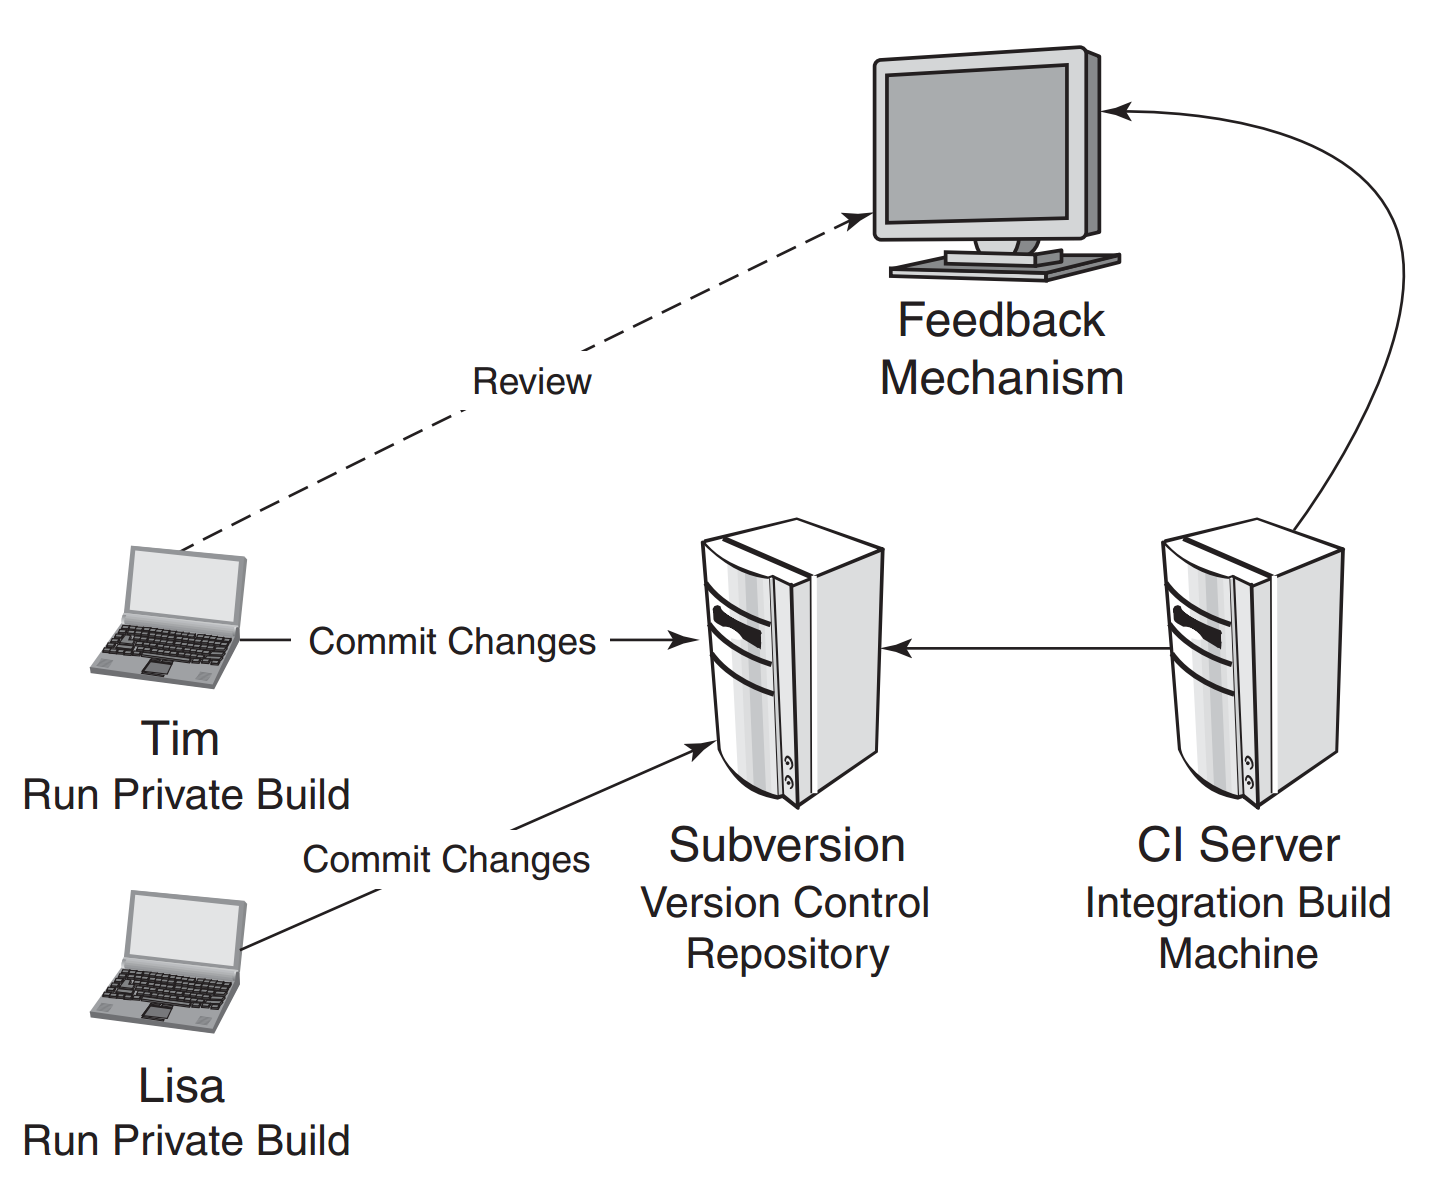 Feedback
Mechanism
Review
Commit Changes
Tim
Run Private Build
Commit Changes
Subversion
Version Control
Repository
CI Server
Integration Build
Machine
Lisa
Run Private Build